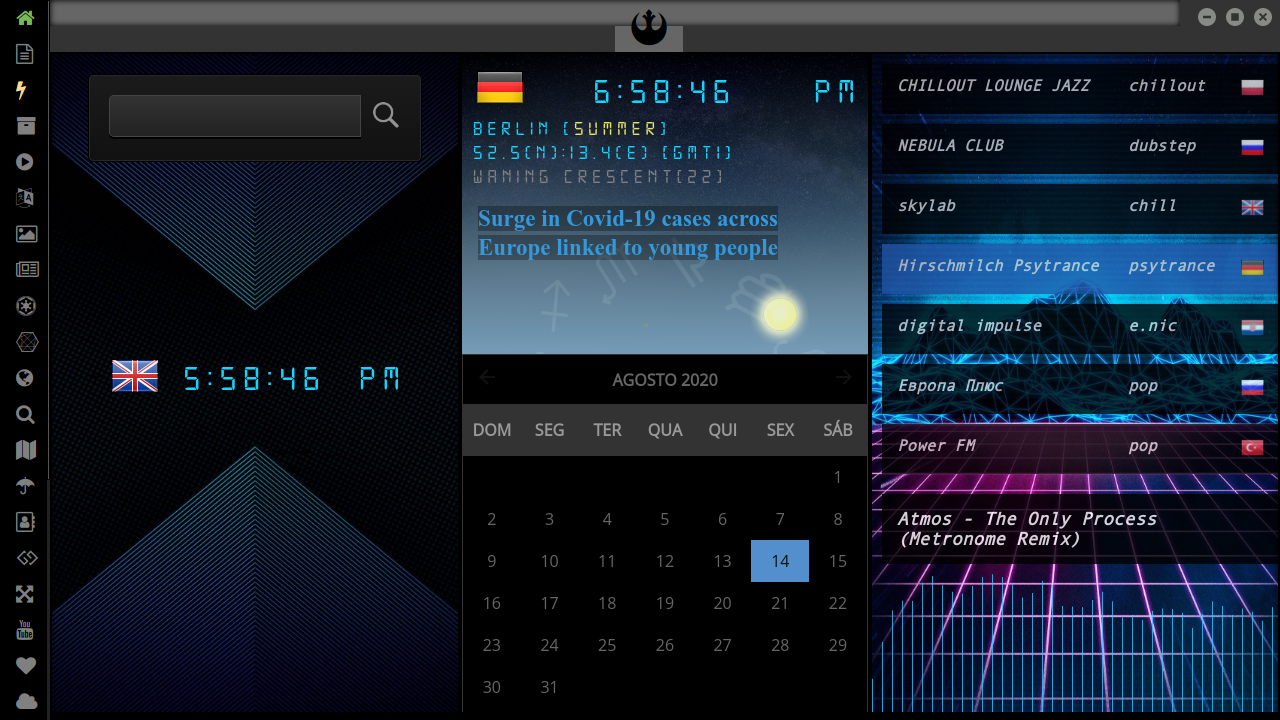 5:58:46 PM
6:58:46 PM
BERLIN (SUMMER)
52.5(N):13.4(E) (GMT1)
WANING CRESCENT(22)
Surge in Covid-19 cases across
Europe linked to young people
AGOSTO 2020
DOM SEG TER QUA QUI SEX SÁB
1
2 3 4 5 6 7 8
9 10 11 12 13 14 15
16 17 18 19 20 21 22
23 24 25 26 27 28 29
30 31
CHILLOUT LOUNGE JAZZ chillout
NEBULA CLUB dubstep
skylab chill
Hirschmilch Psytrance psytrance
digital impulse e.nic
Европа Плюс pop
Power FM pop
Atmos - The Only Process
(Metronome Remix)
You
Tube